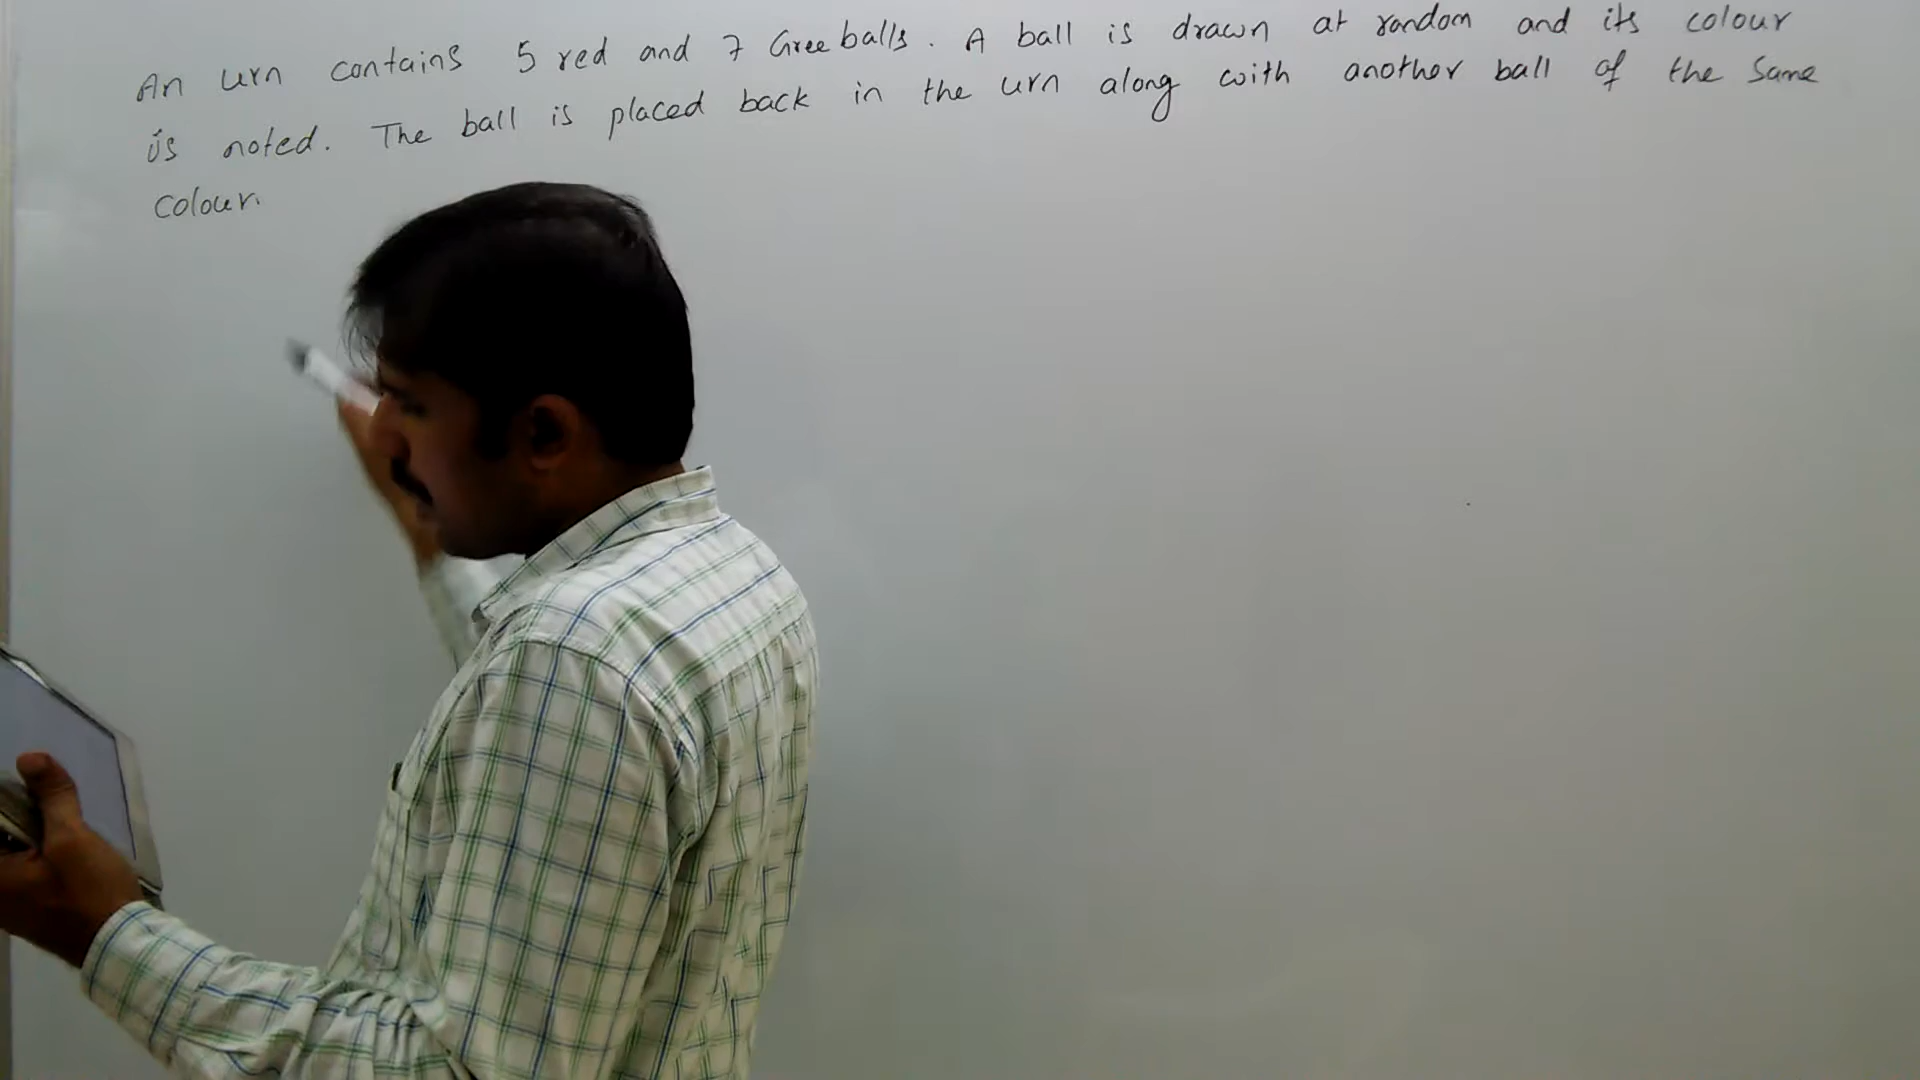 An urn contains 5 red and 7 Gree balls. A ball is drawn at random and its colour
is noted. The ball is placed back in the urn along with another ball of the same
colour.